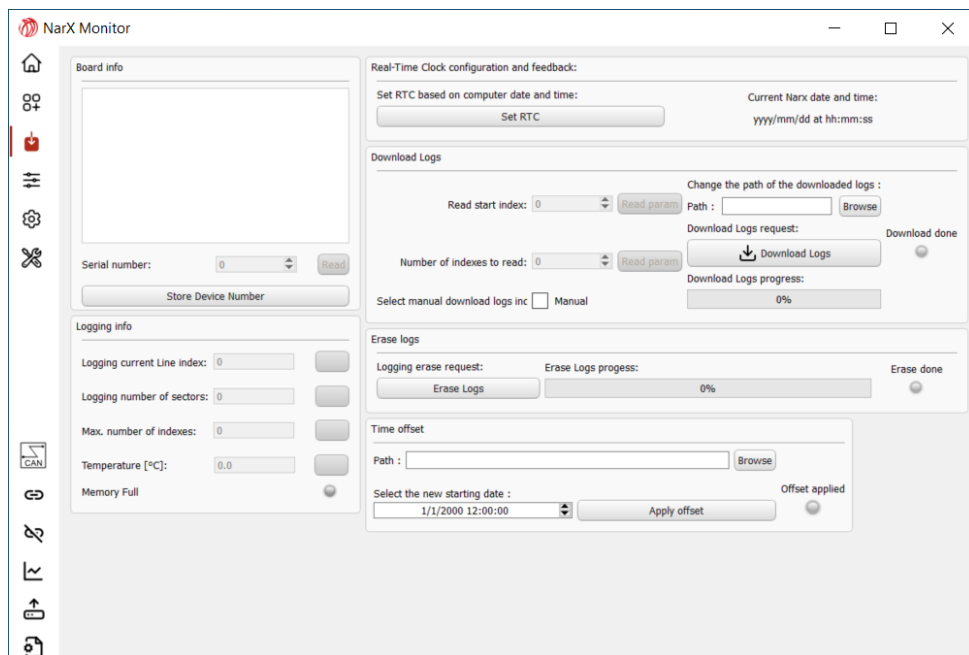 NarX Monitor
Board info
Serial number:
0
Read
Store Device Number
Logging info
Logging current Line index:
0
Logging number of sectors:
0
Max. number of indexes:
0
Temperature [ºC]:
0.0
Memory Full
Real-Time Clock configuration and feedback:
Set RTC based on computer date and time:
Set RTC
Current Narx date and time:
yyyy/mm/dd at hh:mm:ss
Download Logs
Read start index:
0
Read param
Number of indexes to read:
0
Read param
Select manual download logs inc
Manual
Change the path of the downloaded logs :
Path :
Browse
Download Logs request:
Download Logs
Download Logs progress:
0%
Download done
Erase logs
Logging erase request:
Erase Logs
Erase Logs progess:
0%
Erase done
Time offset
Path :
Browse
Select the new starting date :
1/1/2000 12:00:00
Apply offset
Offset applied
CAN